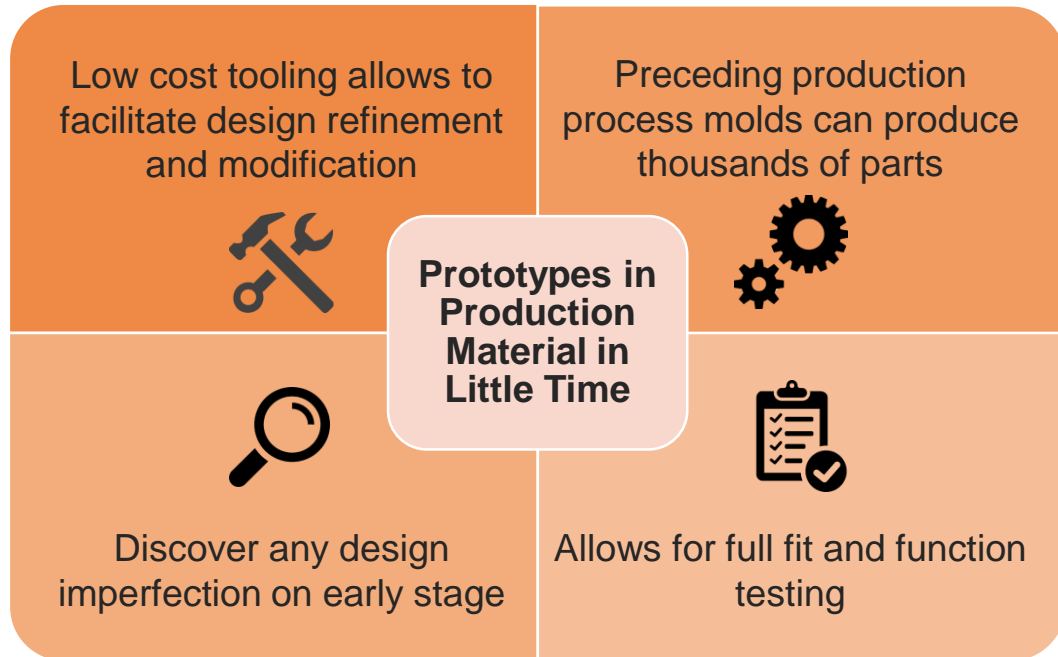 Low cost tooling allows to
facilitate design refinement
and modification
Preceding production
process molds can produce
thousands of parts
Prototypes in
Production
Material in
Little Time
Discover any design
imperfection on early stage
Allows for full fit and function
testing